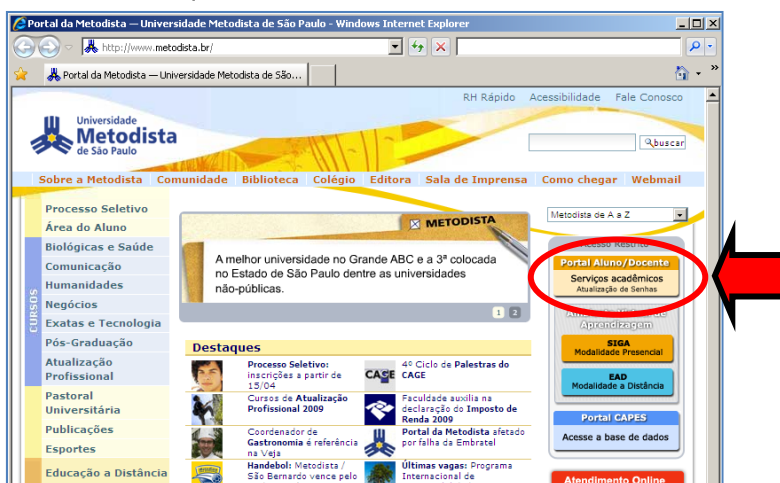 Portal da Metodista — Universidade Metodista de São Paulo - Windows Internet Explorer
http://www.metodista.br/
Portal da Metodista — Universidade Metodista de São...
RH Rápido Acessibilidade Fale Conosco
Universidade
Metodista
de São Paulo
buscar
Sobre a Metodista Comunidade Biblioteca Colégio Editora Sala de Imprensa Como chegar Webmail
Processo Seletivo
Área do Aluno
CURSOS
Biológicas e Saúde
Comunicação
Humanidades
Negócios
Exatas e Tecnologia
Pós-Graduação
Atualização
Profissional
Pastoral
Universitária
Publicações
Esportes
Educação a Distância
METODISTA
A melhor universidade no Grande ABC e a 3ª colocada
no Estado de São Paulo dentre as universidades
não-públicas.
1 2
Destaques
Processo Seletivo:
inscrições a partir de
15/04
CAGE
4º Ciclo de Palestras do
CAGE
Cursos de Atualização
Profissional 2009
Faculdade auxilia na
declaração do Imposto de
Renda 2009
Coordenador de
Gastronomia é referência
na Veja
Portal da Metodista afetado
por falha da Embratel
Handebol: Metodista /
São Bernardo vence pelo
Últimas vagas: Programa
Internacional de
Metodista de A a Z
Acesso Restrito
Portal Aluno/Docente
Serviços acadêmicos
Atualização de Senhas
Ambiente Virtual de
Aprendizagem
SIGA
Modalidade Presencial
EAD
Modalidade a Distância
Portal CAPES
Acesse a base de dados
Atendimento Online